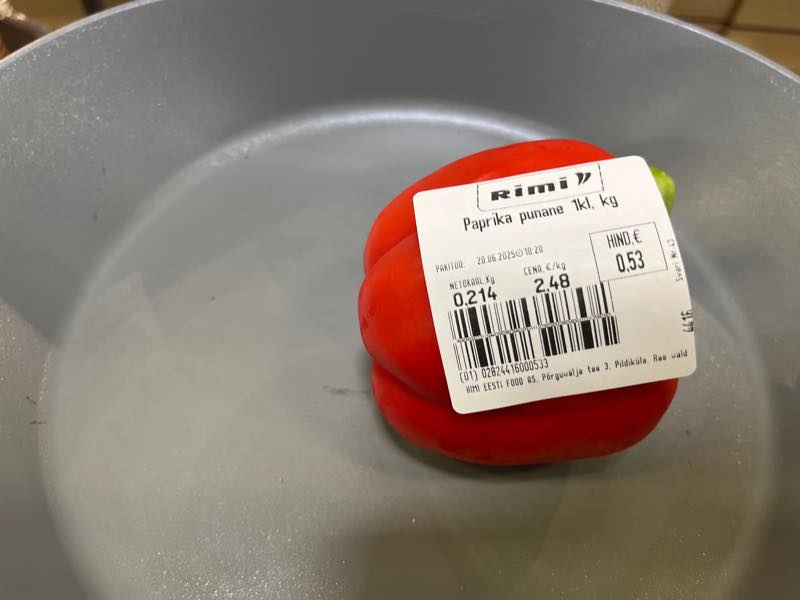 Rimi
Paprika punane 1kl, kg
PAKITUD: 20.06.2025 10:20
HIND,€
0.53
NETOKAAL,Kg
0.214
CENA,€/kg
2.48
(01) 02824416000533
RIMI EESTI FOOD AS, Põrguvälja tee 3, Pildiküla, Rae vald
4416